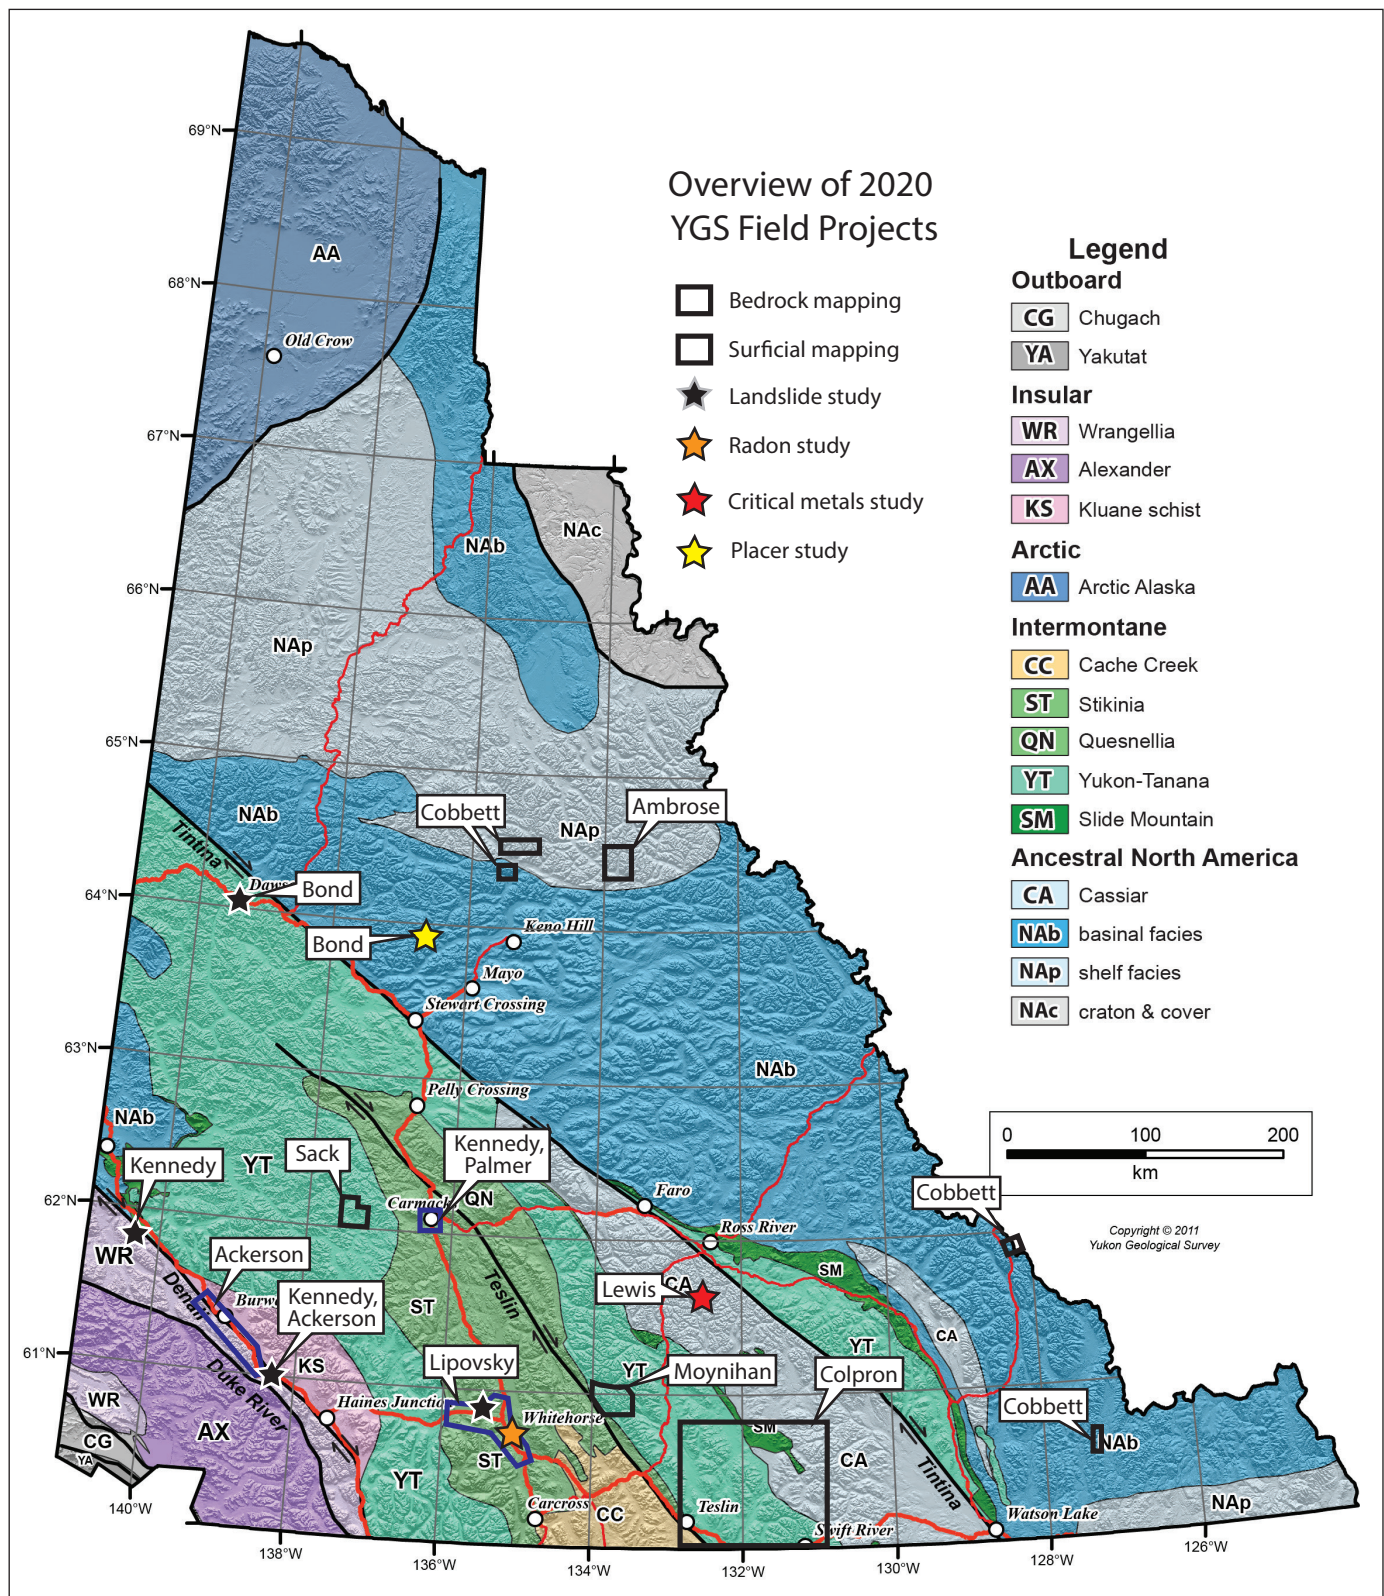 Overview of 2020
YGS Field Projects
Bedrock mapping
Surficial mapping
Landslide study
Radon study
Critical metals study
Placer study
Legend
Outboard
CG Chugach
YA Yakutat
Insular
WR Wrangellia
AX Alexander
KS Kluane schist
Arctic
AA Arctic Alaska
Intermontane
CC Cache Creek
ST Stikinia
QN Quesnellia
YT Yukon-Tanana
SM Slide Mountain
Ancestral North America
CA Cassiar
NAb basinal facies
NAp shelf facies
NAc craton & cover
69°N
AA
68°N
Old Crow
67°N
NAc
NAb
66°N
NAp
65°N
NAb
Cobbett
NAp
Ambrose
Tintina
64°N
Daws
Bond
Bond
Keno Hill
Mayo
Stewart Crossing
63°N
NAb
Pelly Crossing
NAb
Kennedy
YT
Sack
Kennedy,
Palmer
0 100 200
km
62°N
Carmacks
QN
Faro
Cobbett
Ross River
Copyright © 2011
Yukon Geological Survey
WR
Ackerson
Denali
Burwa
Kennedy,
Ackerson
ST
Teslin
Lewis
CA
SM
CA
YT
61°N
KS
Duke River
Lipovsky
YT
Moynihan
Colpron
WR
Haines Junctio
Whitehorse
Cobbett
AX
CG
YA
ST
SM
CA
NAb
YT
Tintina
140°W
Carcross
CC
Teslin
Swift River
Watson Lake
NAp
138°W
136°W
134°W
132°W
130°W
128°W
126°W